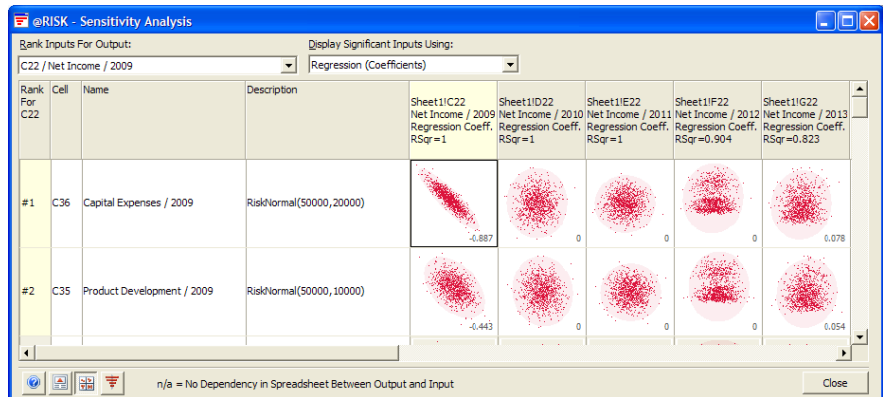 @RISK - Sensitivity Analysis
Rank Inputs For Output:
Display Significant Inputs Using:
C22 / Net Income / 2009
Regression (Coefficients)
Rank For C22
Cell
Name
Description
Sheet1!C22
Net Income / 2009
Regression Coeff.
RSqr=1
Sheet1!D22
Net Income / 2010
Regression Coeff.
RSqr=1
Sheet1!E22
Net Income / 2011
Regression Coeff.
RSqr=1
Sheet1!F22
Net Income / 2012
Regression Coeff.
RSqr=0.904
Sheet1!G22
Net Income / 2013
Regression Coeff.
RSqr=0.823
#1 C36 Capital Expenses / 2009 RiskNormal(50000,20000)
-0.887 0 0 0 0.078
#2 C35 Product Development / 2009 RiskNormal(50000,10000)
-0.443 0 0 0 0.054
n/a = No Dependency in Spreadsheet Between Output and Input
Close